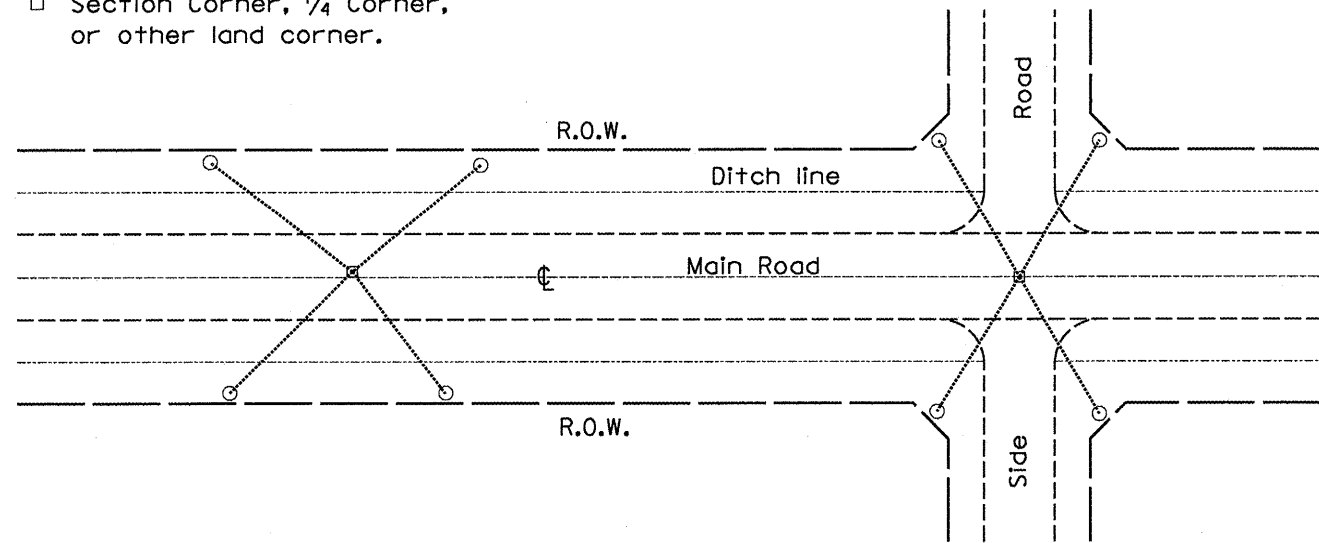 □ Section Corner, 1/4 Corner,
or other land corner.
R.O.W.
Road
Ditch line
Main Road
℄
R.O.W.
Side